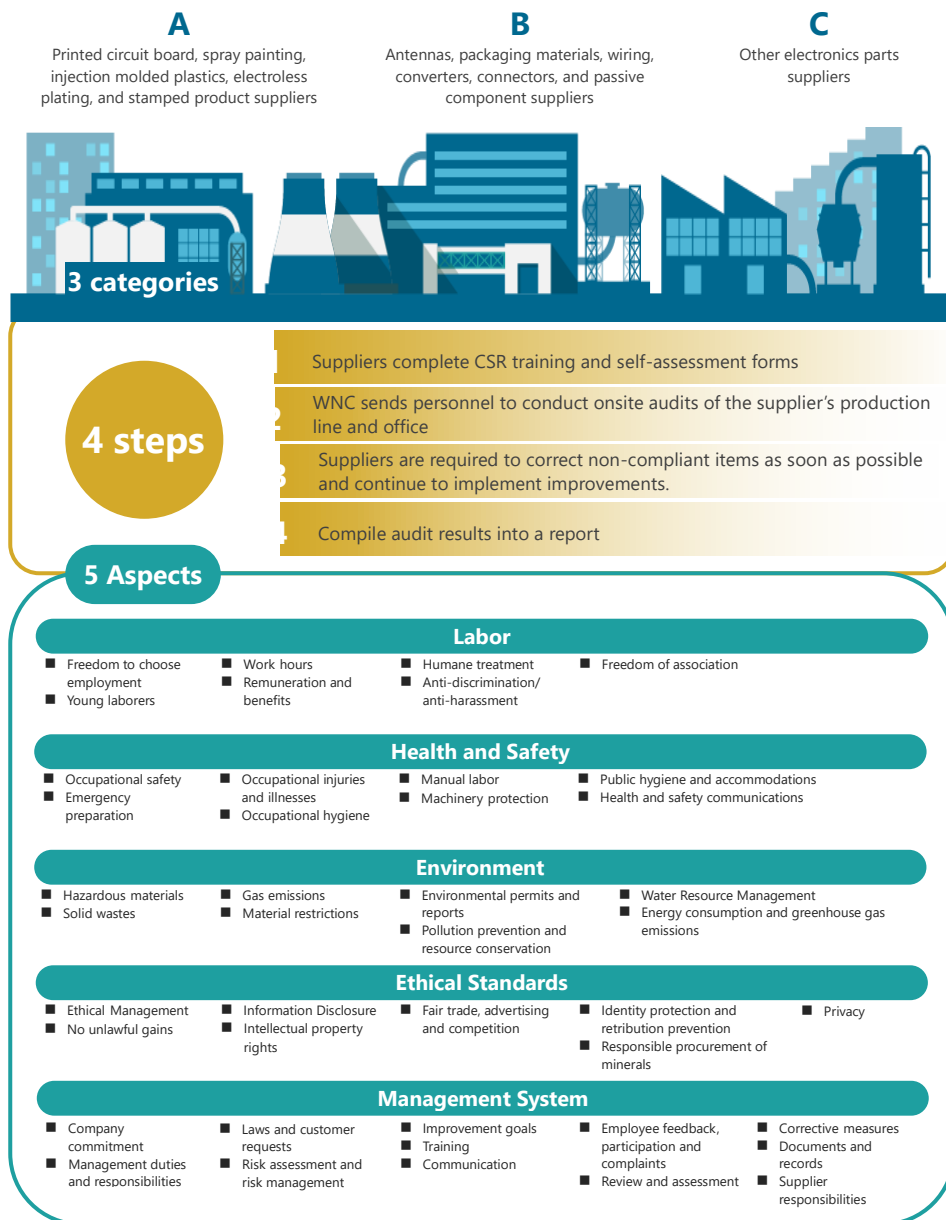 A
Printed circuit board, spray painting,
injection molded plastics, electroless
plating, and stamped product suppliers
B
Antennas, packaging materials, wiring,
converters, connectors, and passive
component suppliers
C
Other electronics parts
suppliers
3 categories
4 steps
1
Suppliers complete CSR training and self-assessment forms
2
WNC sends personnel to conduct onsite audits of the supplier's production
line and office
3
Suppliers are required to correct non-compliant items as soon as possible
and continue to implement improvements.
4
Compile audit results into a report
5 Aspects
Labor
■ Freedom to choose
employment
■ Young laborers
■ Work hours
■ Remuneration and
benefits
■ Humane treatment
■ Anti-discrimination/
anti-harassment
■ Freedom of association
Health and Safety
■ Occupational safety
■ Emergency
preparation
■ Occupational injuries
and illnesses
■ Occupational hygiene
■ Manual labor
■ Machinery protection
■ Public hygiene and accommodations
■ Health and safety communications
Environment
■ Hazardous materials
■ Solid wastes
■ Gas emissions
■ Material restrictions
■ Environmental permits and
reports
■ Pollution prevention and
resource conservation
■ Water Resource Management
■ Energy consumption and greenhouse gas
emissions
Ethical Standards
■ Ethical Management
■ No unlawful gains
■ Information Disclosure
■ Intellectual property
rights
■ Fair trade, advertising
and competition
■ Identity protection and
retribution prevention
■ Responsible procurement of
minerals
■ Privacy
Management System
■ Company
commitment
■ Management duties
and responsibilities
■ Laws and customer
requests
■ Risk assessment and
risk management
■ Improvement goals
■ Training
■ Communication
■ Employee feedback,
participation and
complaints
■ Review and assessment
■ Corrective measures
■ Documents and
records
■ Supplier
responsibilities